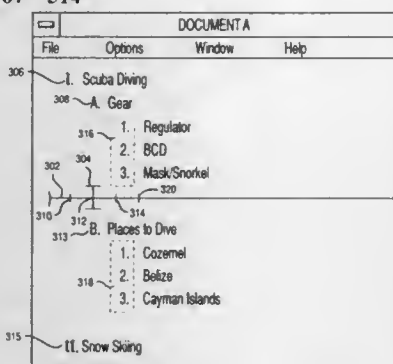 314
DOCUMENT A
File Options Window Help
306 I. Scuba Diving
308 A. Gear
316 1. Regulator
302 304 2. BCD
3. Mask/Snorkel
320
310 312 314
313 B. Places to Dive
1. Cozemel
318 2. Belize
3. Cayman Islands
315
tt. Snow Skiing